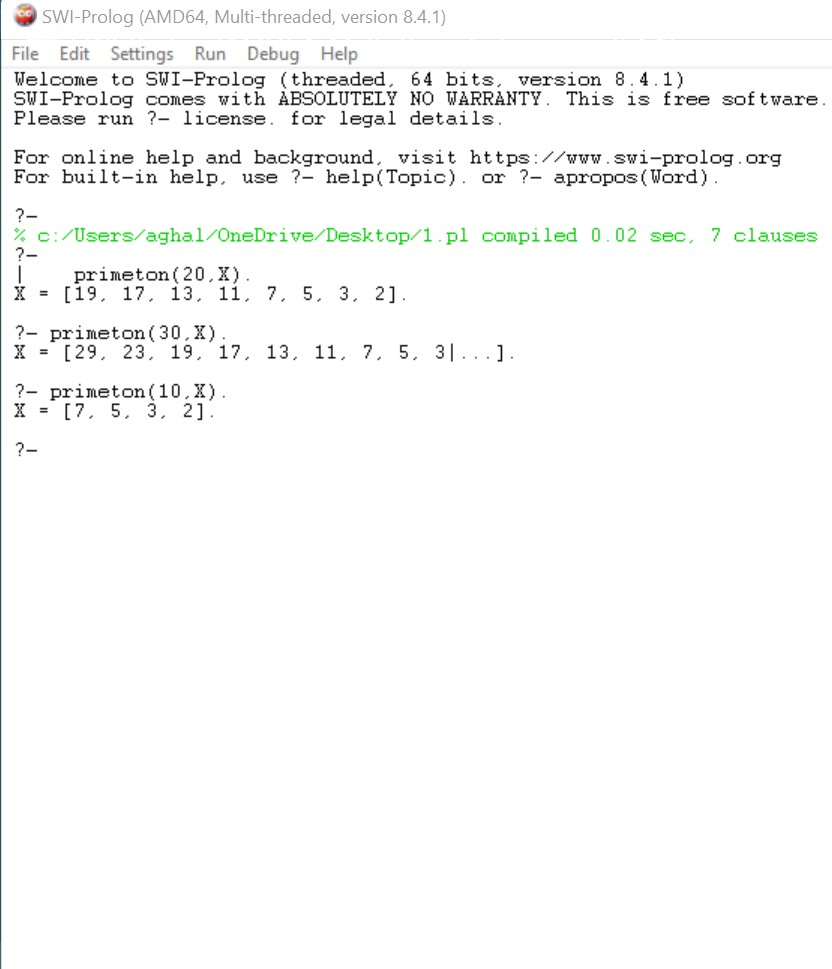 SWI-Prolog (AMD64, Multi-threaded, version 8.4.1)
File Edit Settings Run Debug Help
Welcome to SWI-Prolog (threaded, 64 bits, version 8.4.1)
SWI-Prolog comes with ABSOLUTELY NO WARRANTY. This is free software.
Please run ?- license. for legal details.
For online help and background, visit https://www.swi-prolog.org
For built-in help, use ?- help(Topic). or ?- apropos(Word).
?-
% c:/Users/aghal/OneDrive/Desktop/1.pl compiled 0.02 sec, 7 clauses
?-
|    primeton(20,X).
X = [19, 17, 13, 11, 7, 5, 3, 2].
?- primeton(30,X).
X = [29, 23, 19, 17, 13, 11, 7, 5, 3|...].
?- primeton(10,X).
X = [7, 5, 3, 2].
?-